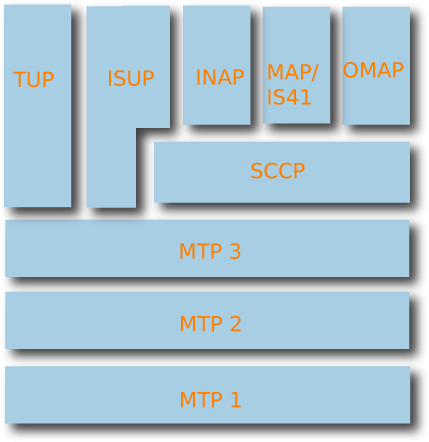 TUP
ISUP
INAP
MAP/
IS41
OMAP
SCCP
MTP 3
MTP 2
MTP 1